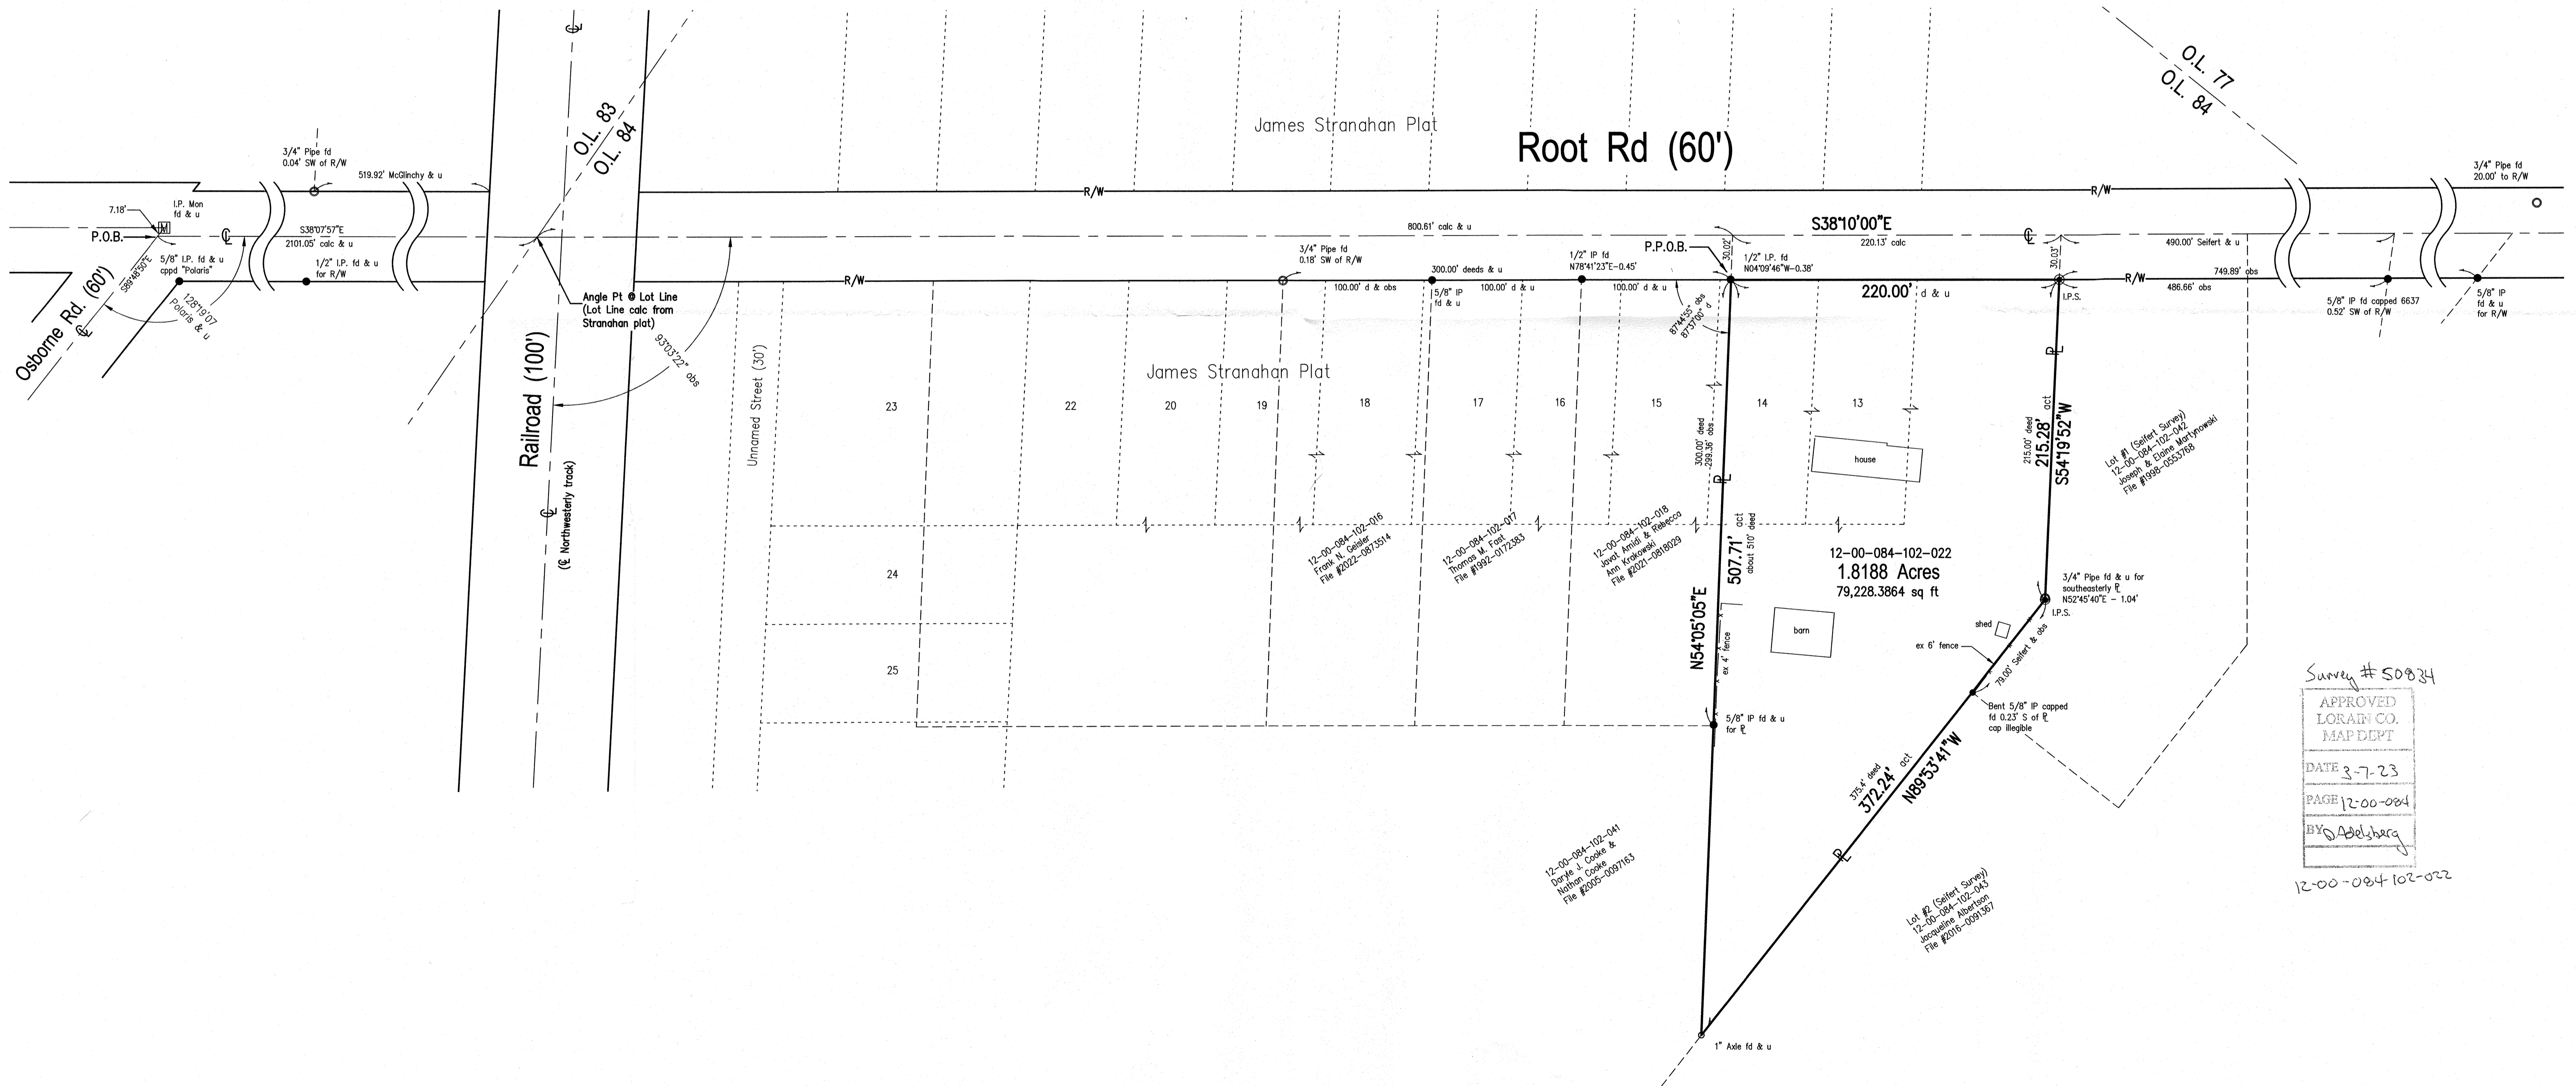 O.L. 77
O.L. 84
O.L. 83
O.L. 84
James Stranahan Plat
Root Rd (60')
3/4" Pipe fd
0.04' SW of R/W
519.92' McGlinchy & u
3/4" Pipe fd
20.00' to R/W
R/W
R/W
7.18'
I.P. Mon
fd & u
M
P.O.B.
S38°07'57"E
2101.05' calc & u
800.61' calc & u
S38°10'00"E
220.13' calc
490.00' Seifert & u
P.P.O.B.
30.02'
30.03'
S89°48'50"E
5/8" I.P. fd & u
cppd "Polaris"
1/2" I.P. fd & u
for R/W
3/4" Pipe fd
0.18' SW of R/W
1/2" IP fd
N78°41'23"E-0.45'
1/2" I.P. fd
N04°09'46"W-0.38'
300.00' deeds & u
R/W
100.00' d & obs
5/8" IP
fd & u
100.00' d & u
100.00' d & u
220.00' d & u
I.P.S.
R/W
749.89' obs
486.66' obs
5/8" IP fd capped 6637
0.52' SW of R/W
5/8" IP
fd & u
for R/W
Osborne Rd. (60')
128°19'07
Polaris & u
Angle Pt @ Lot Line
(Lot Line calc from
Stranahan plat)
93°03'22" obs
Railroad (100')
(℄ Northwesterly track)
Unnamed Street (30')
87°44'55" obs
87°37'00" d
James Stranahan Plat
23
22
20
19
18
17
16
15
14
13
house
300.00' deed
299.36' obs
215.00' deed
215.28' act
S54°19'52"W
Lot #1 (Seifert Survey)
12-00-084-102-042
Joseph & Elaine Martynowski
File #1998-0553768
12-00-084-102-016
Frank N. Geisler
File #2022-0873514
12-00-084-102-017
Thomas M. Fast
File #1992-0172383
12-00-084-102-018
Javat Amidi & Rebecca
Ann Krakowski
File #2021-0818029
507.71' act
about 510' deed
N54°05'05"E
12-00-084-102-022
1.8188 Acres
79,228.3864 sq ft
24
25
3/4" Pipe fd & u for
southeasterly ℄
N52°45'40"E - 1.04'
I.P.S.
barn
shed
ex 4' fence
ex 6' fence
79.00' Seifert & obs
5/8" IP fd & u
for ℄
Bent 5/8" IP capped
fd 0.23' S of ℄
cap illegible
375.4' deed
372.24' act
N89°53'41"W
12-00-084-102-041
Daryle J. Cooke &
Nathan Cooke
File #2005-0097163
Lot #2 (Seifert Survey)
12-00-084-102-043
Jacqueline Albertson
File #2016-0091367
1" Axle fd & u
Survey # 50834
APPROVED
LORAIN CO.
MAP DEPT
DATE 3-7-23
PAGE 12-00-084
BY D. Adelsberg
12-00-084-102-022